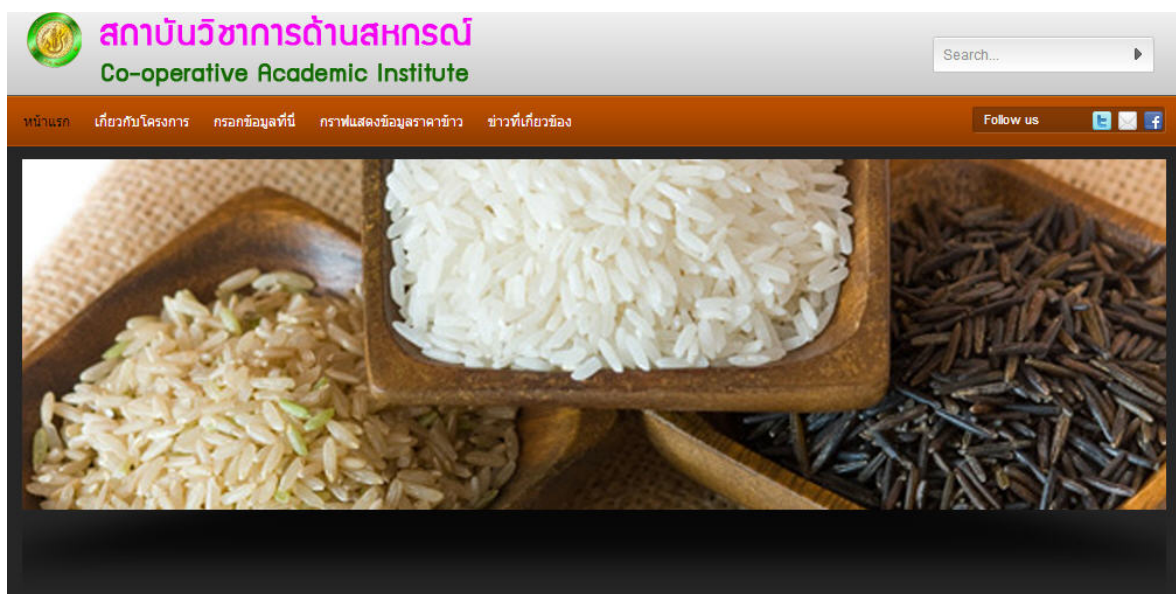 สถาบันวิชาการด้านสหกรณ์
Co-operative Academic Institute
Search...
หน้าแรก เกี่ยวกับโครงการ กรอกข้อมูลที่นี่ กราฟแสดงข้อมูลราคาข้าว ข่าวที่เกี่ยวข้อง Follow us